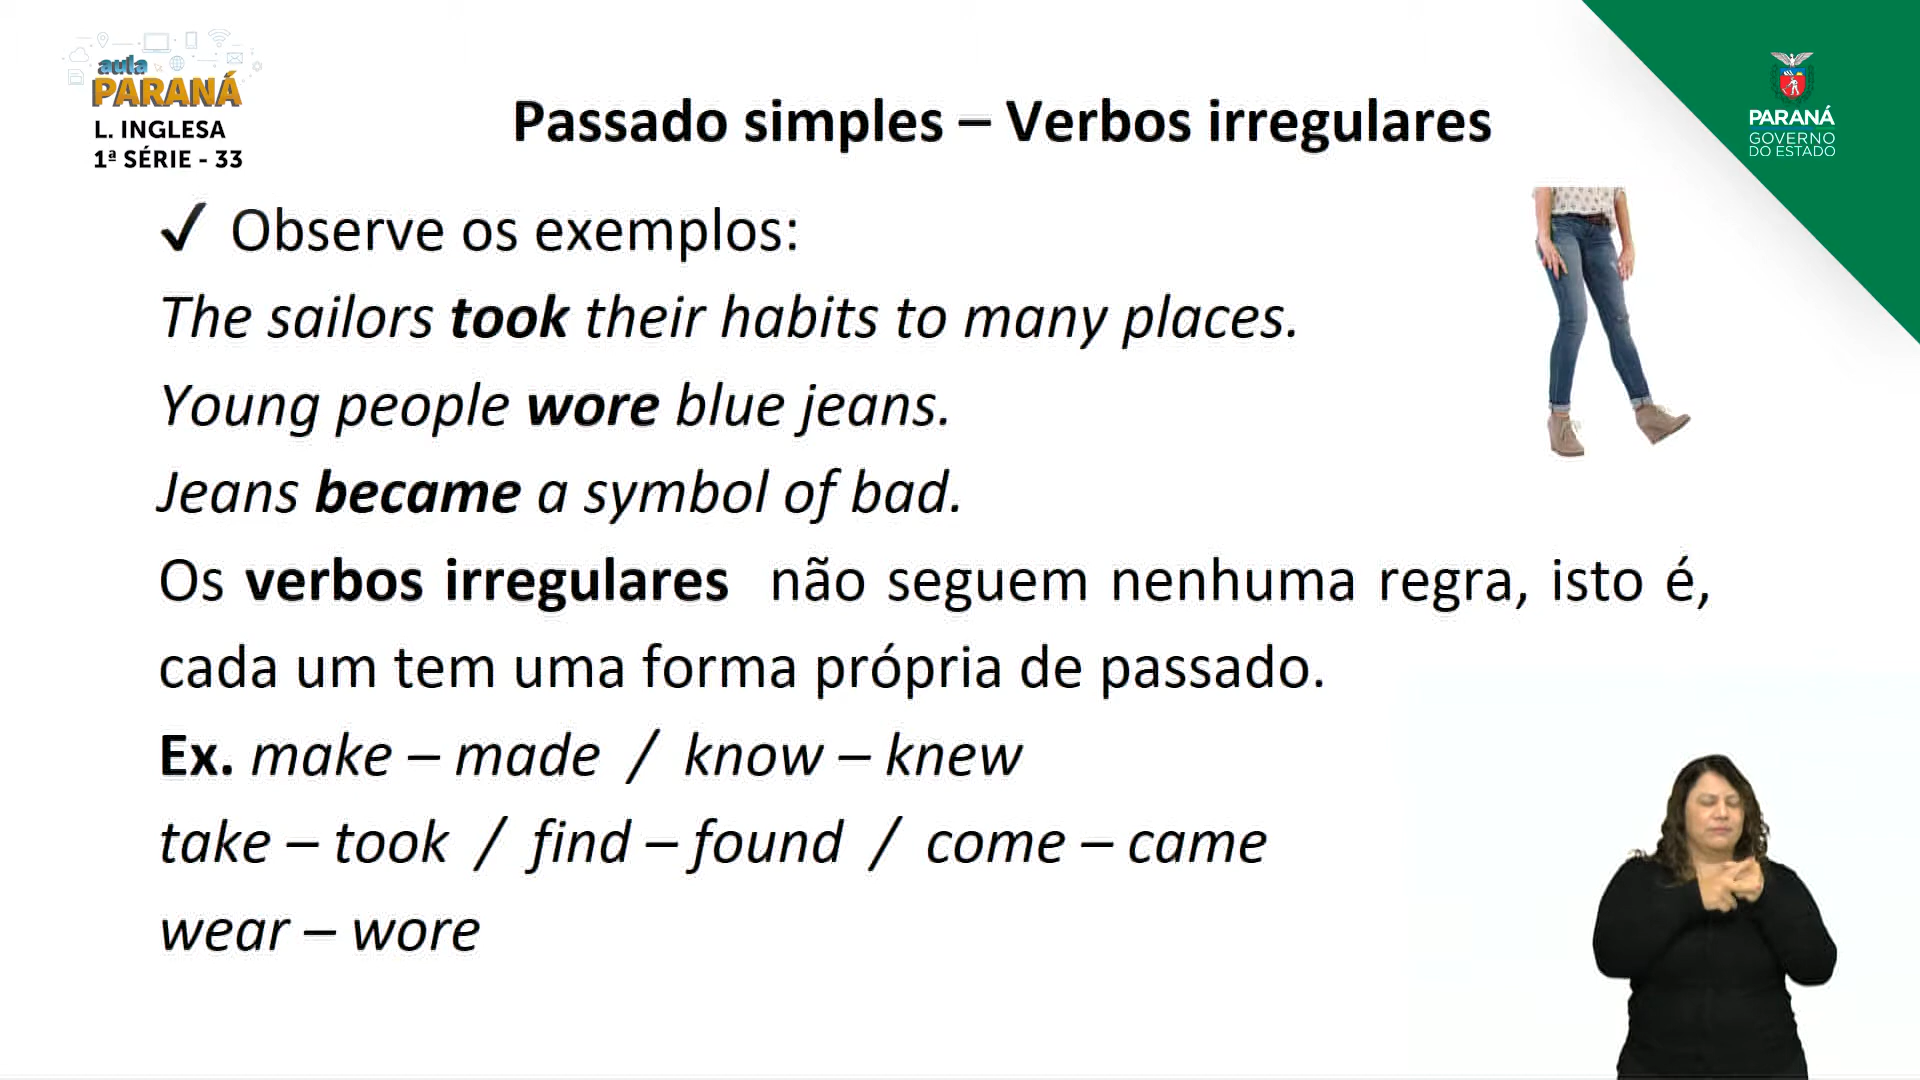 aula
PARANÁ
L. INGLESA
1ª SÉRIE - 33
PARANÁ
GOVERNO
DO ESTADO
Passado simples – Verbos irregulares
✓ Observe os exemplos:
The sailors took their habits to many places.
Young people wore blue jeans.
Jeans became a symbol of bad.
Os verbos irregulares não seguem nenhuma regra, isto é,
cada um tem uma forma própria de passado.
Ex. make – made / know – knew
take – took / find – found / come – came
wear – wore